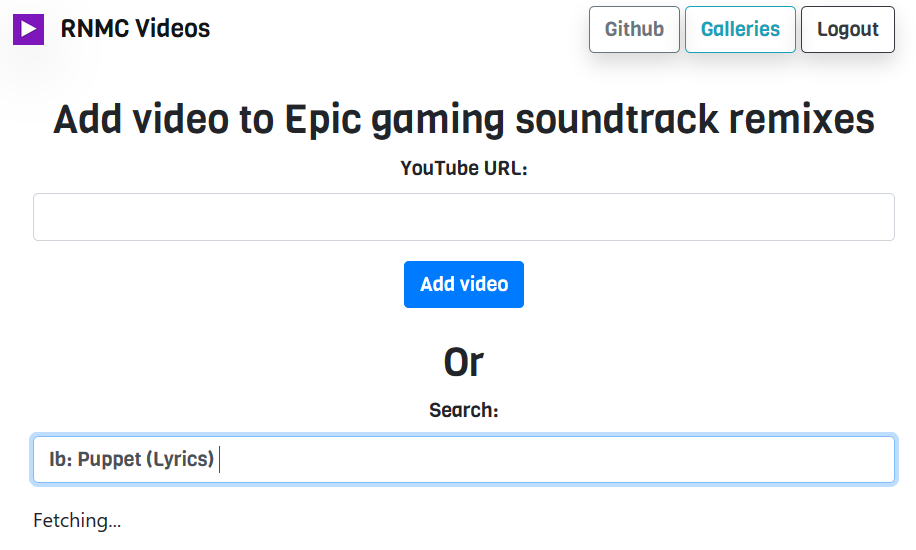 RNMC Videos
Github Galleries Logout
Add video to Epic gaming soundtrack remixes
YouTube URL:
Add video
Or
Search:
Ib: Puppet (Lyrics)
Fetching...